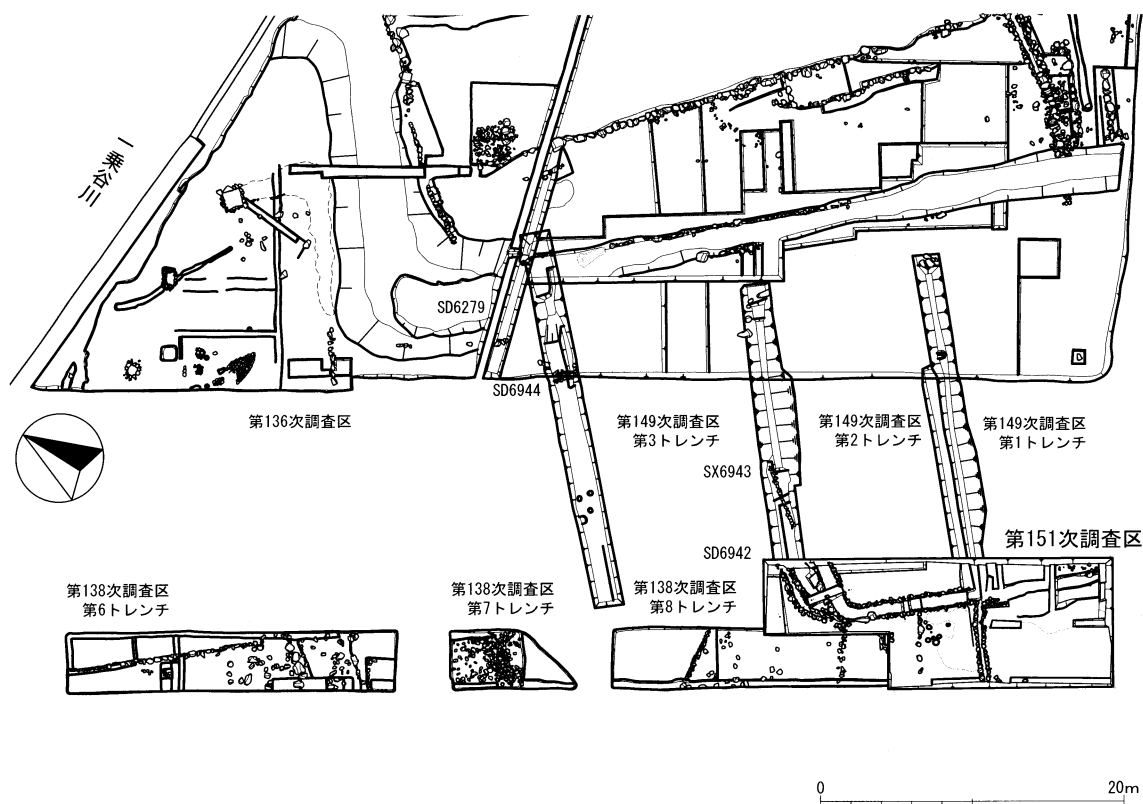 一乗谷川
SD6279
SD6944
第136次調査区
第149次調査区
第3トレンチ
第149次調査区
第2トレンチ
第149次調査区
第1トレンチ
SX6943
SD6942
第151次調査区
第138次調査区
第6トレンチ
第138次調査区
第7トレンチ
第138次調査区
第8トレンチ
0 20m